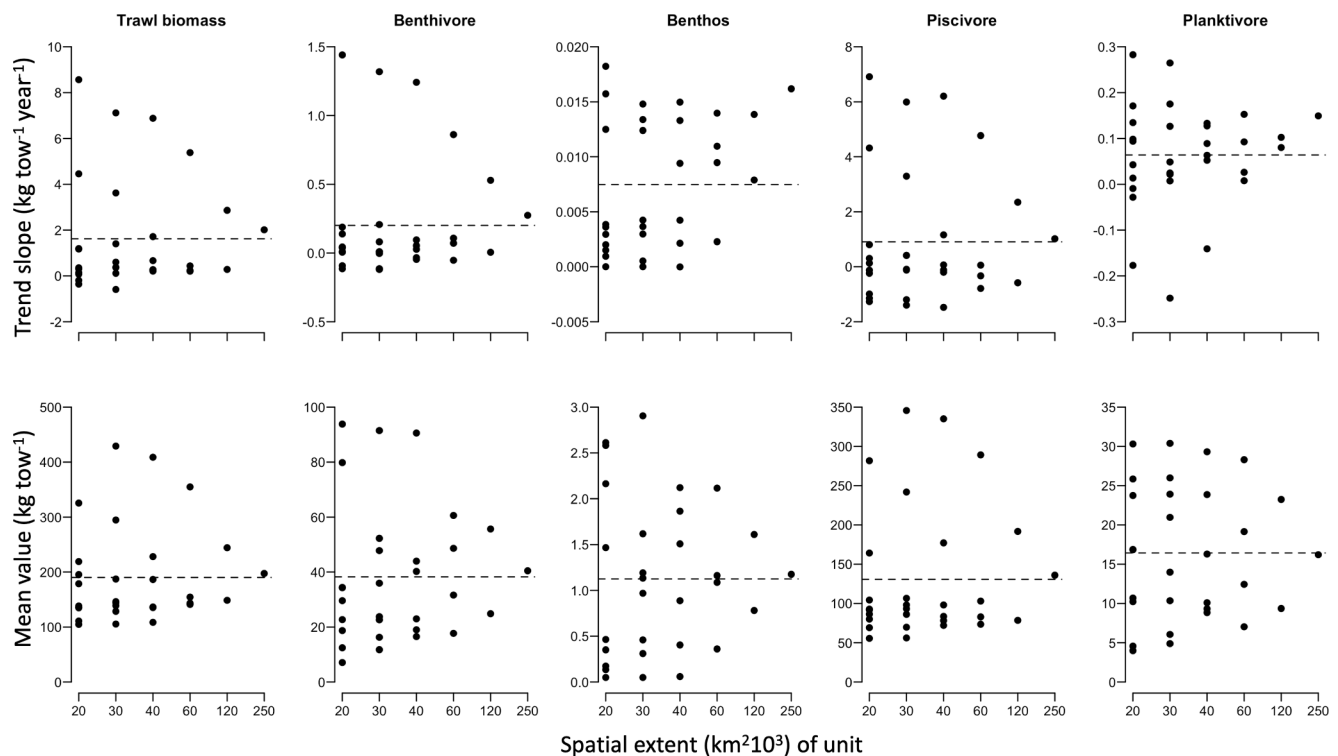 Trawl biomass Benthivore Benthos Piscivore Planktivore
Trend slope (kg tow⁻¹ year⁻¹)
10 8 6 4 2 0 -2
1.5 1.0 0.5 0.0 -0.5
0.020 0.015 0.010 0.005 0.000 -0.005
8 6 4 2 0 -2
0.3 0.2 0.1 0.0 -0.1 -0.2 -0.3
Mean value (kg tow⁻¹)
500 400 300 200 100 0
100 80 60 40 20 0
3.0 2.5 2.0 1.5 1.0 0.5 0.0
350 300 250 200 150 100 50 0
35 30 25 20 15 10 5 0
20 30 40 60 120 250 20 30 40 60 120 250 20 30 40 60 120 250 20 30 40 60 120 250 20 30 40 60 120 250
Spatial extent (km²10³) of unit